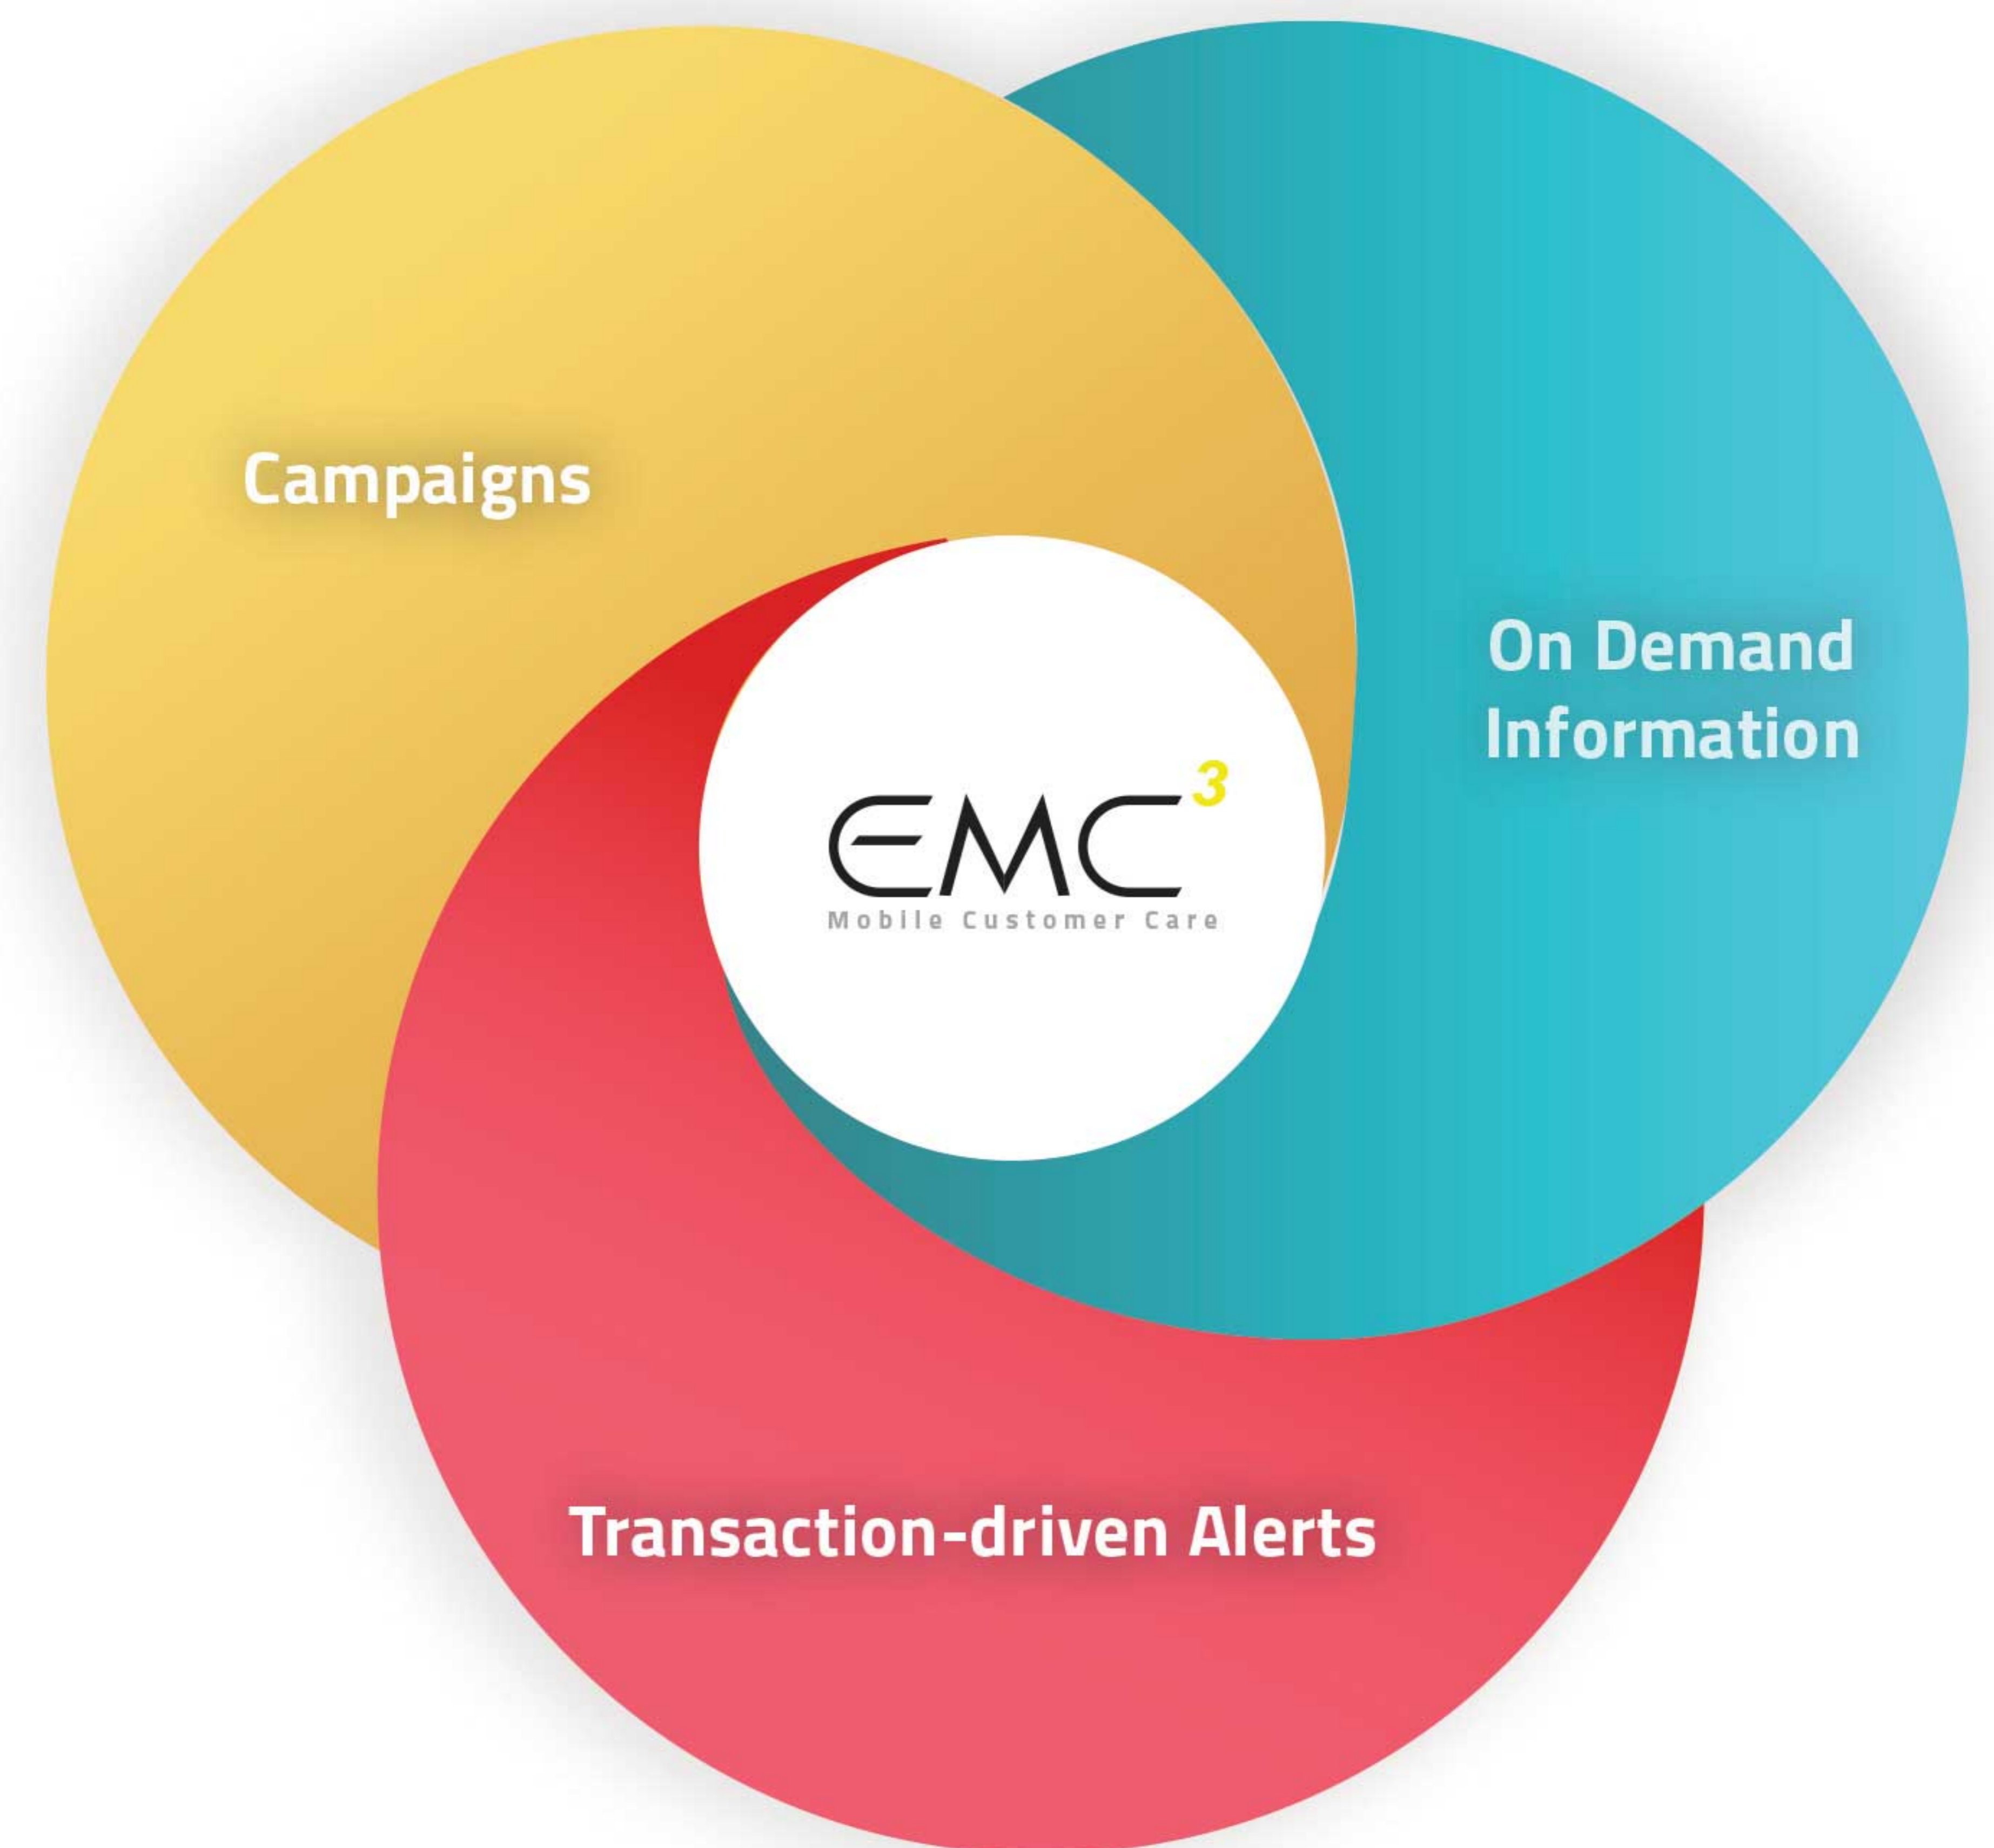 Campaigns
On Demand
Information
EMC³
Mobile Customer Care
Transaction-driven Alerts